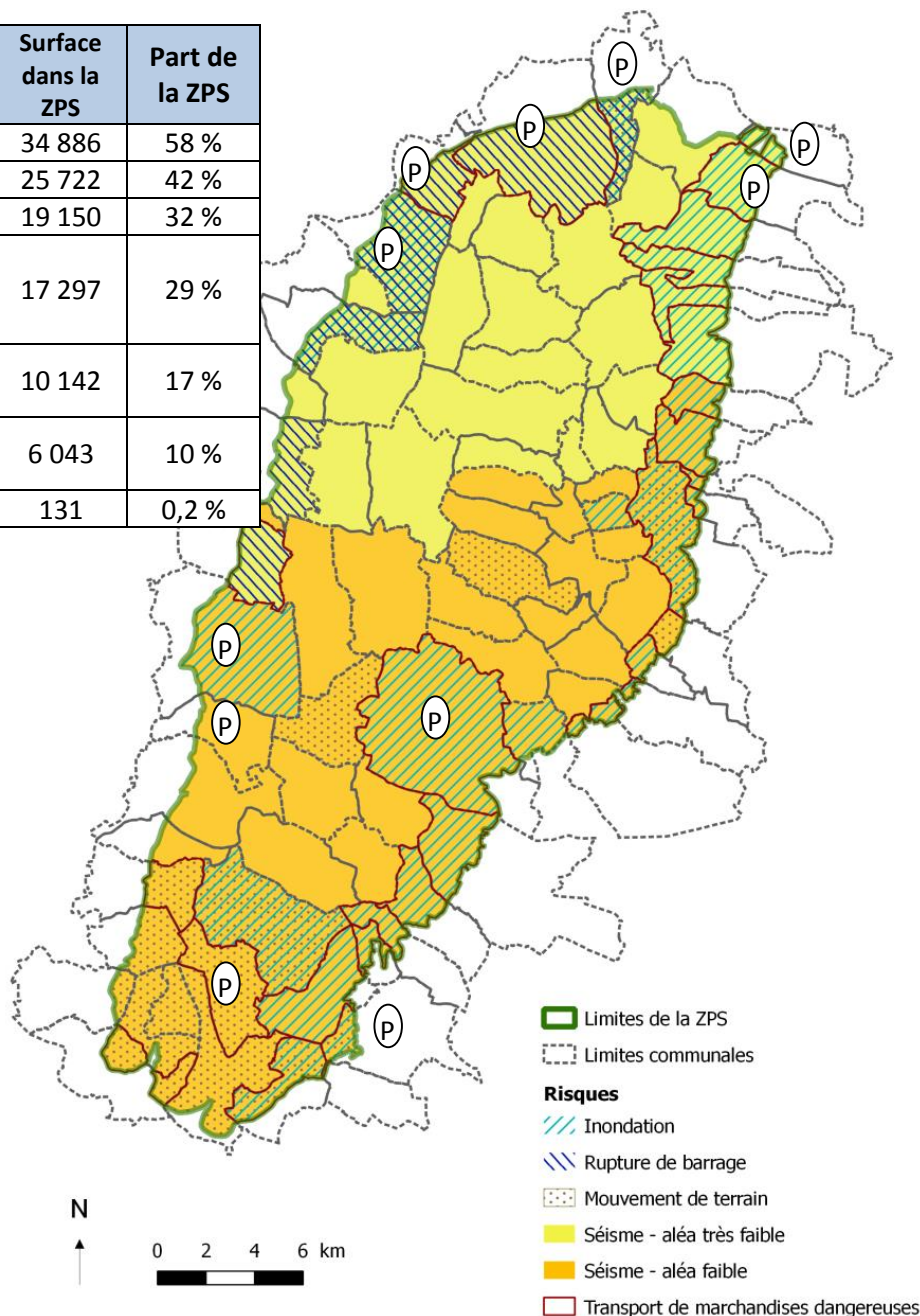 Surface
dans la
ZPS
Part de
la ZPS
34 886 58 %
25 722 42 %
19 150 32 %
17 297 29 %
10 142 17 %
6 043 10 %
131 0,2 %
P
P
P
P
P
P
P
P
P
P
P
P
Limites de la ZPS
Limites communales
Risques
Inondation
Rupture de barrage
Mouvement de terrain
Séisme - aléa très faible
Séisme - aléa faible
Transport de marchandises dangereuses
N
0 2 4 6 km